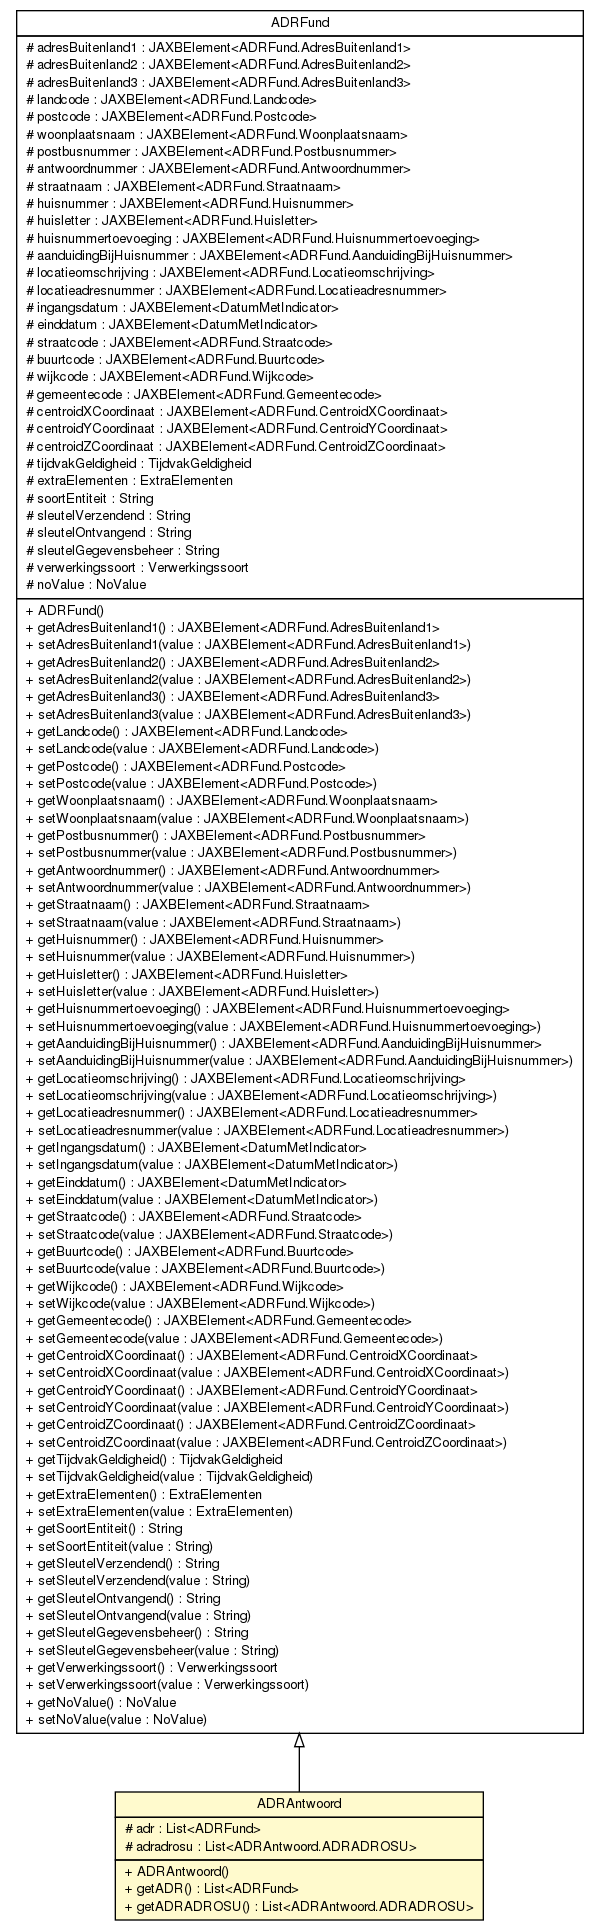 ADRFund
# adresBuitenland1 : JAXBElement<ADRFund.AdresBuitenland1>
# adresBuitenland2 : JAXBElement<ADRFund.AdresBuitenland2>
# adresBuitenland3 : JAXBElement<ADRFund.AdresBuitenland3>
# landcode : JAXBElement<ADRFund.Landcode>
# postcode : JAXBElement<ADRFund.Postcode>
# woonplaatsnaam : JAXBElement<ADRFund.Woonplaatsnaam>
# postbusnummer : JAXBElement<ADRFund.Postbusnummer>
# antwoordnummer : JAXBElement<ADRFund.Antwoordnummer>
# straatnaam : JAXBElement<ADRFund.Straatnaam>
# huisnummer : JAXBElement<ADRFund.Huisnummer>
# huisletter : JAXBElement<ADRFund.Huisletter>
# huisnummertoevoeging : JAXBElement<ADRFund.Huisnummertoevoeging>
# aanduidingBijHuisnummer : JAXBElement<ADRFund.AanduidingBijHuisnummer>
# locatieomschrijving : JAXBElement<ADRFund.Locatieomschrijving>
# locatieadresnummer : JAXBElement<ADRFund.Locatieadresnummer>
# ingangsdatum : JAXBElement<DatumMetIndicator>
# einddatum : JAXBElement<DatumMetIndicator>
# straatcode : JAXBElement<ADRFund.Straatcode>
# buurtcode : JAXBElement<ADRFund.Buurtcode>
# wijkcode : JAXBElement<ADRFund.Wijkcode>
# gemeentecode : JAXBElement<ADRFund.Gemeentecode>
# centroidXCoordinaat : JAXBElement<ADRFund.CentroidXCoordinaat>
# centroidYCoordinaat : JAXBElement<ADRFund.CentroidYCoordinaat>
# centroidZCoordinaat : JAXBElement<ADRFund.CentroidZCoordinaat>
# tijdvakGeldigheid : TijdvakGeldigheid
# extraElementen : ExtraElementen
# soortEntiteit : String
# sleutelVerzendend : String
# sleutelOntvangend : String
# sleutelGegevensbeheer : String
# verwerkingssoort : Verwerkingssoort
# noValue : NoValue
+ ADRFund()
+ getAdresBuitenland1() : JAXBElement<ADRFund.AdresBuitenland1>
+ setAdresBuitenland1(value : JAXBElement<ADRFund.AdresBuitenland1>)
+ getAdresBuitenland2() : JAXBElement<ADRFund.AdresBuitenland2>
+ setAdresBuitenland2(value : JAXBElement<ADRFund.AdresBuitenland2>)
+ getAdresBuitenland3() : JAXBElement<ADRFund.AdresBuitenland3>
+ setAdresBuitenland3(value : JAXBElement<ADRFund.AdresBuitenland3>)
+ getLandcode() : JAXBElement<ADRFund.Landcode>
+ setLandcode(value : JAXBElement<ADRFund.Landcode>)
+ getPostcode() : JAXBElement<ADRFund.Postcode>
+ setPostcode(value : JAXBElement<ADRFund.Postcode>)
+ getWoonplaatsnaam() : JAXBElement<ADRFund.Woonplaatsnaam>
+ setWoonplaatsnaam(value : JAXBElement<ADRFund.Woonplaatsnaam>)
+ getPostbusnummer() : JAXBElement<ADRFund.Postbusnummer>
+ setPostbusnummer(value : JAXBElement<ADRFund.Postbusnummer>)
+ getAntwoordnummer() : JAXBElement<ADRFund.Antwoordnummer>
+ setAntwoordnummer(value : JAXBElement<ADRFund.Antwoordnummer>)
+ getStraatnaam() : JAXBElement<ADRFund.Straatnaam>
+ setStraatnaam(value : JAXBElement<ADRFund.Straatnaam>)
+ getHuisnummer() : JAXBElement<ADRFund.Huisnummer>
+ setHuisnummer(value : JAXBElement<ADRFund.Huisnummer>)
+ getHuisletter() : JAXBElement<ADRFund.Huisletter>
+ setHuisletter(value : JAXBElement<ADRFund.Huisletter>)
+ getHuisnummertoevoeging() : JAXBElement<ADRFund.Huisnummertoevoeging>
+ setHuisnummertoevoeging(value : JAXBElement<ADRFund.Huisnummertoevoeging>)
+ getAanduidingBijHuisnummer() : JAXBElement<ADRFund.AanduidingBijHuisnummer>
+ setAanduidingBijHuisnummer(value : JAXBElement<ADRFund.AanduidingBijHuisnummer>)
+ getLocatieomschrijving() : JAXBElement<ADRFund.Locatieomschrijving>
+ setLocatieomschrijving(value : JAXBElement<ADRFund.Locatieomschrijving>)
+ getLocatieadresnummer() : JAXBElement<ADRFund.Locatieadresnummer>
+ setLocatieadresnummer(value : JAXBElement<ADRFund.Locatieadresnummer>)
+ getIngangsdatum() : JAXBElement<DatumMetIndicator>
+ setIngangsdatum(value : JAXBElement<DatumMetIndicator>)
+ getEinddatum() : JAXBElement<DatumMetIndicator>
+ setEinddatum(value : JAXBElement<DatumMetIndicator>)
+ getStraatcode() : JAXBElement<ADRFund.Straatcode>
+ setStraatcode(value : JAXBElement<ADRFund.Straatcode>)
+ getBuurtcode() : JAXBElement<ADRFund.Buurtcode>
+ setBuurtcode(value : JAXBElement<ADRFund.Buurtcode>)
+ getWijkcode() : JAXBElement<ADRFund.Wijkcode>
+ setWijkcode(value : JAXBElement<ADRFund.Wijkcode>)
+ getGemeentecode() : JAXBElement<ADRFund.Gemeentecode>
+ setGemeentecode(value : JAXBElement<ADRFund.Gemeentecode>)
+ getCentroidXCoordinaat() : JAXBElement<ADRFund.CentroidXCoordinaat>
+ setCentroidXCoordinaat(value : JAXBElement<ADRFund.CentroidXCoordinaat>)
+ getCentroidYCoordinaat() : JAXBElement<ADRFund.CentroidYCoordinaat>
+ setCentroidYCoordinaat(value : JAXBElement<ADRFund.CentroidYCoordinaat>)
+ getCentroidZCoordinaat() : JAXBElement<ADRFund.CentroidZCoordinaat>
+ setCentroidZCoordinaat(value : JAXBElement<ADRFund.CentroidZCoordinaat>)
+ getTijdvakGeldigheid() : TijdvakGeldigheid
+ setTijdvakGeldigheid(value : TijdvakGeldigheid)
+ getExtraElementen() : ExtraElementen
+ setExtraElementen(value : ExtraElementen)
+ getSoortEntiteit() : String
+ setSoortEntiteit(value : String)
+ getSleutelVerzendend() : String
+ setSleutelVerzendend(value : String)
+ getSleutelOntvangend() : String
+ setSleutelOntvangend(value : String)
+ getSleutelGegevensbeheer() : String
+ setSleutelGegevensbeheer(value : String)
+ getVerwerkingssoort() : Verwerkingssoort
+ setVerwerkingssoort(value : Verwerkingssoort)
+ getNoValue() : NoValue
+ setNoValue(value : NoValue)
ADRAntwoord
# adr : List<ADRFund>
# adradrosu : List<ADRAntwoord.ADRADROSU>
+ ADRAntwoord()
+ getADR() : List<ADRFund>
+ getADRADROSU() : List<ADRAntwoord.ADRADROSU>